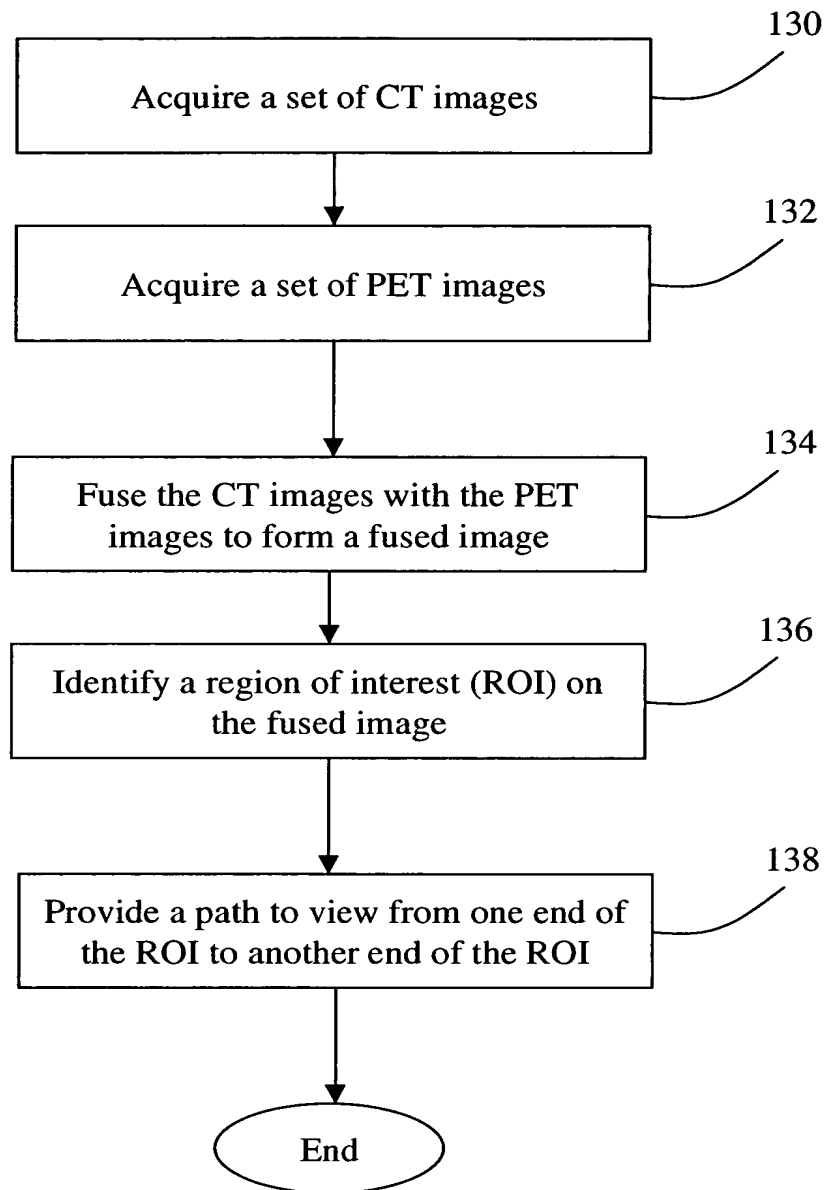 130
Acquire a set of CT images
132
Acquire a set of PET images
134
Fuse the CT images with the PET
images to form a fused image
136
Identify a region of interest (ROI) on
the fused image
138
Provide a path to view from one end of
the ROI to another end of the ROI
End